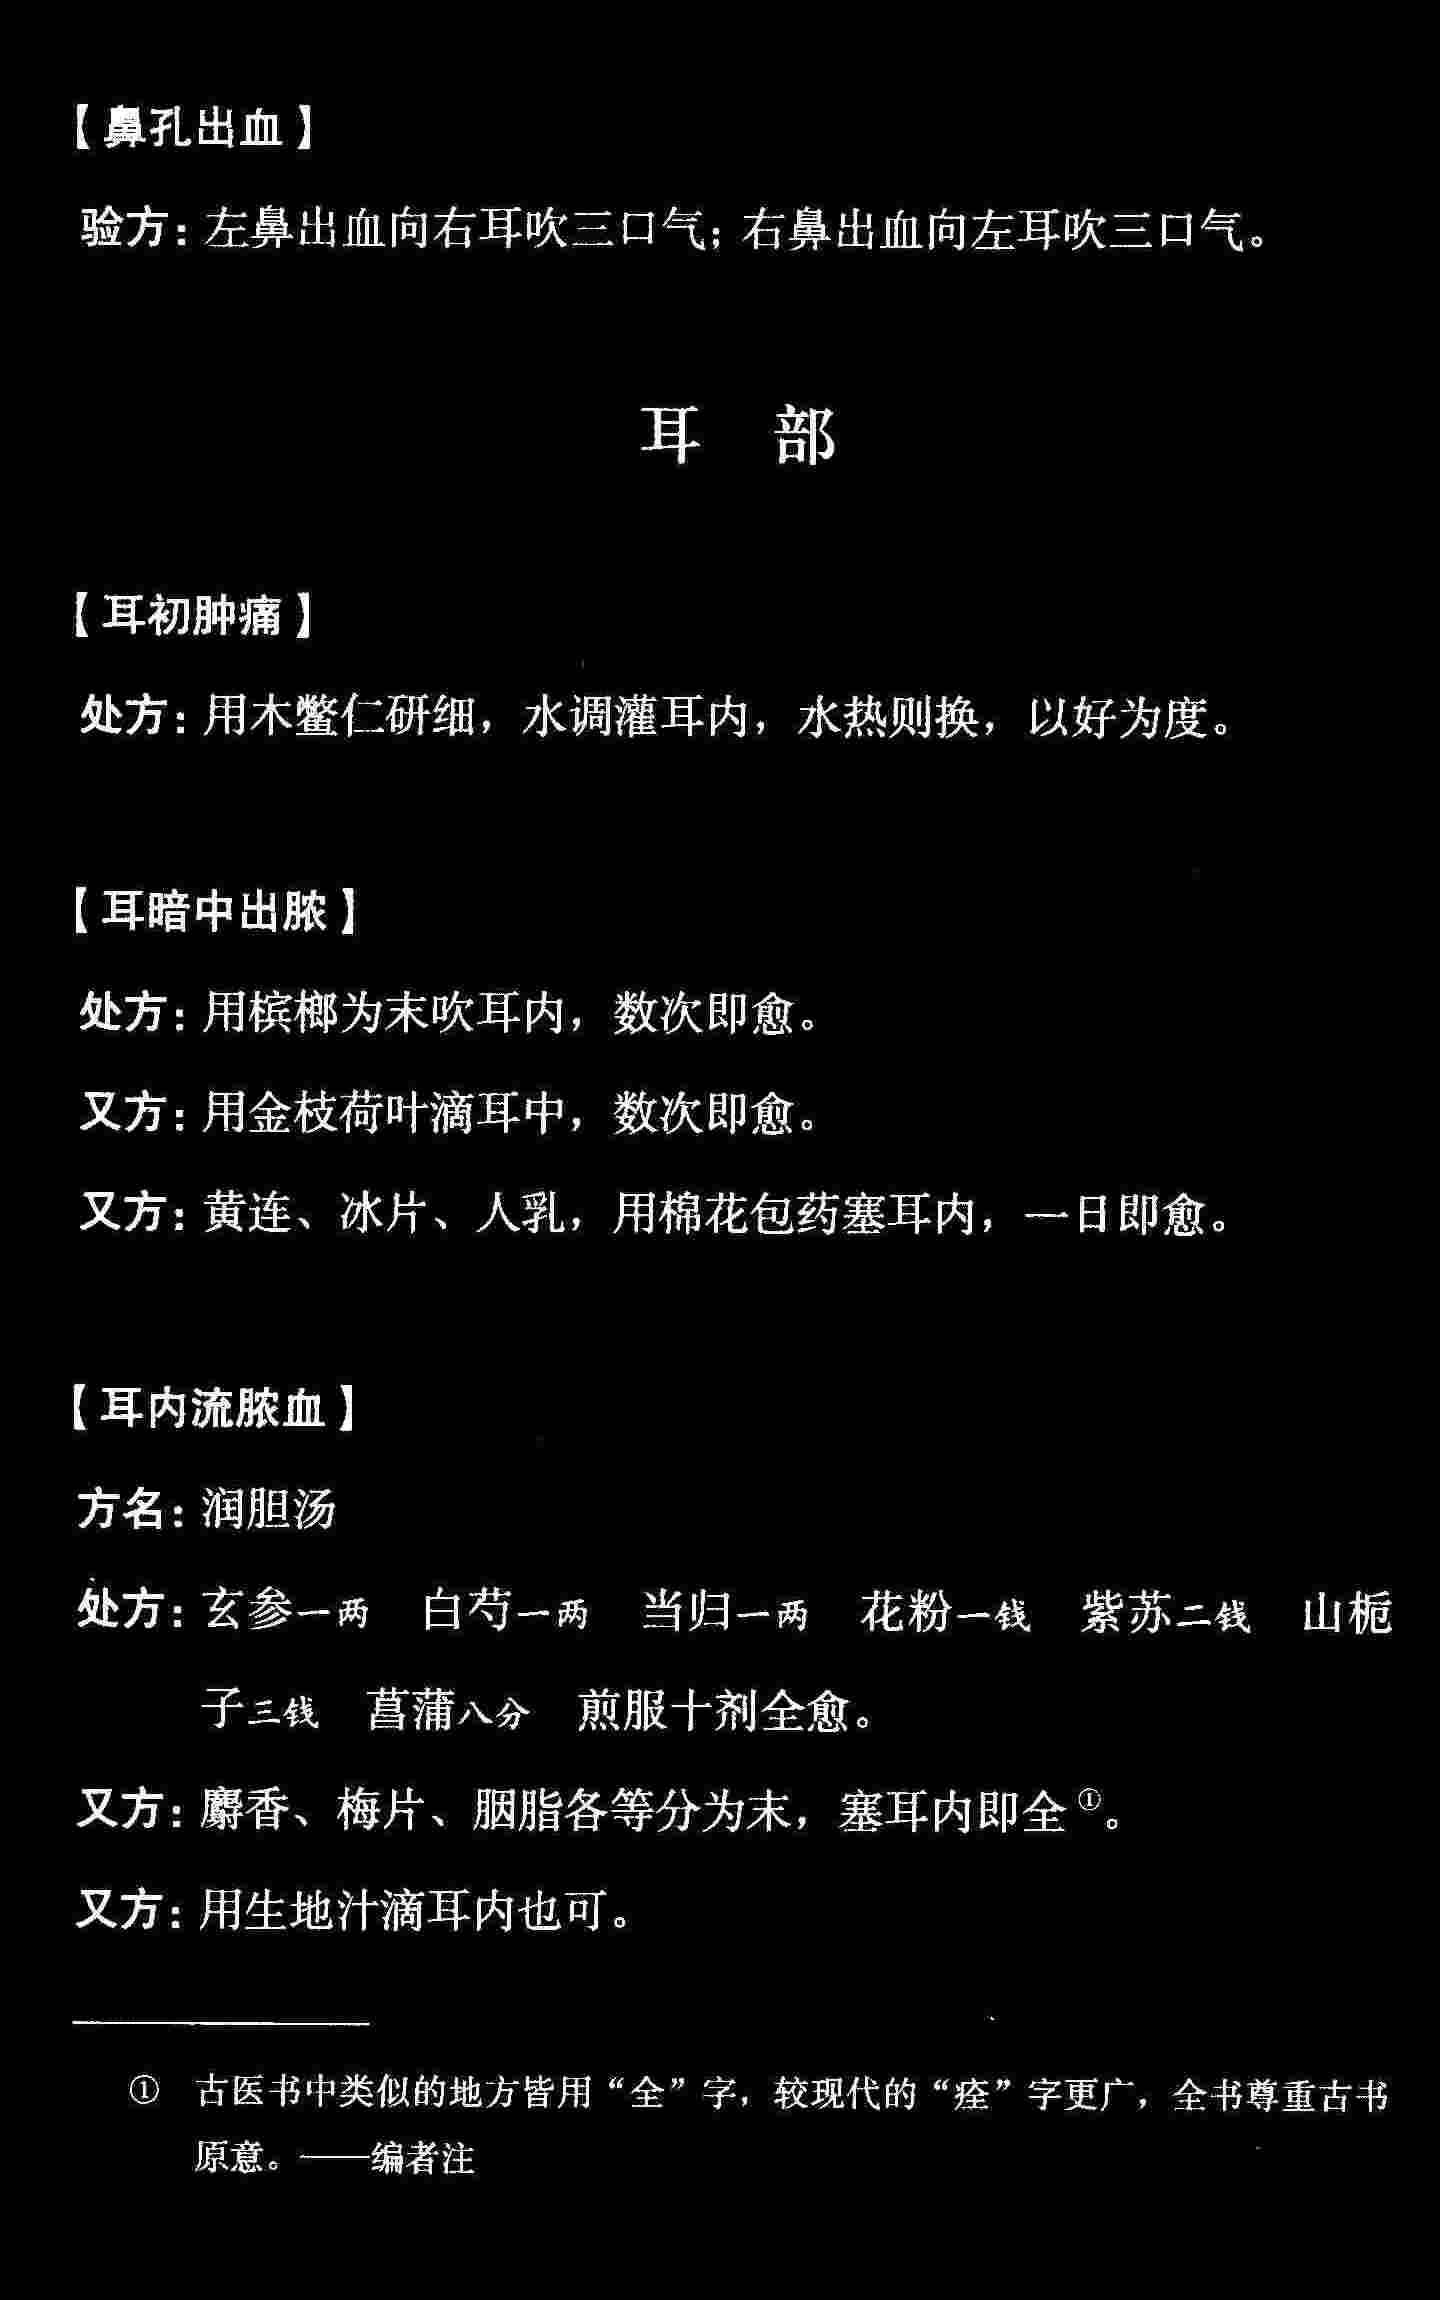 【鼻孔出血】
验方：左鼻出血向右耳吹三口气；右鼻出血向左耳吹三口气。
耳 部
【耳初肿痛】
处方：用木鳖仁研细，水调灌耳内，水热则换，以好为度。
【耳暗中出脓】
处方：用槟榔为末吹耳内，数次即愈。
又方：用金枝荷叶滴耳中，数次即愈。
又方：黄连、冰片、人乳，用棉花包药塞耳内，一日即愈。
【耳内流脓血】
方名：润胆汤
处方：玄参一两 白芍一两 当归一两 花粉一钱 紫苏二钱 山栀
子三钱 菖蒲八分 煎服十剂全愈。
又方：麝香、梅片、胭脂各等分为末，塞耳内即全①。
又方：用生地汁滴耳内也可。
① 古医书中类似的地方皆用“全”字，较现代的“痊”字更广，全书尊重古书
原意。——编者注